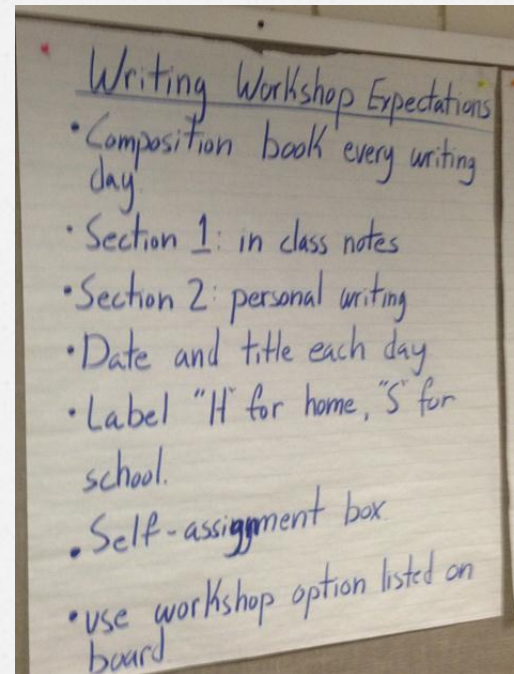 Writing Workshop Expectations
• Composition book every writing
day.
• Section 1: in class notes
• Section 2: personal writing
• Date and title each day
• Label "H" for home, "S" for
school.
• Self-assignment box
• use workshop option listed on
board